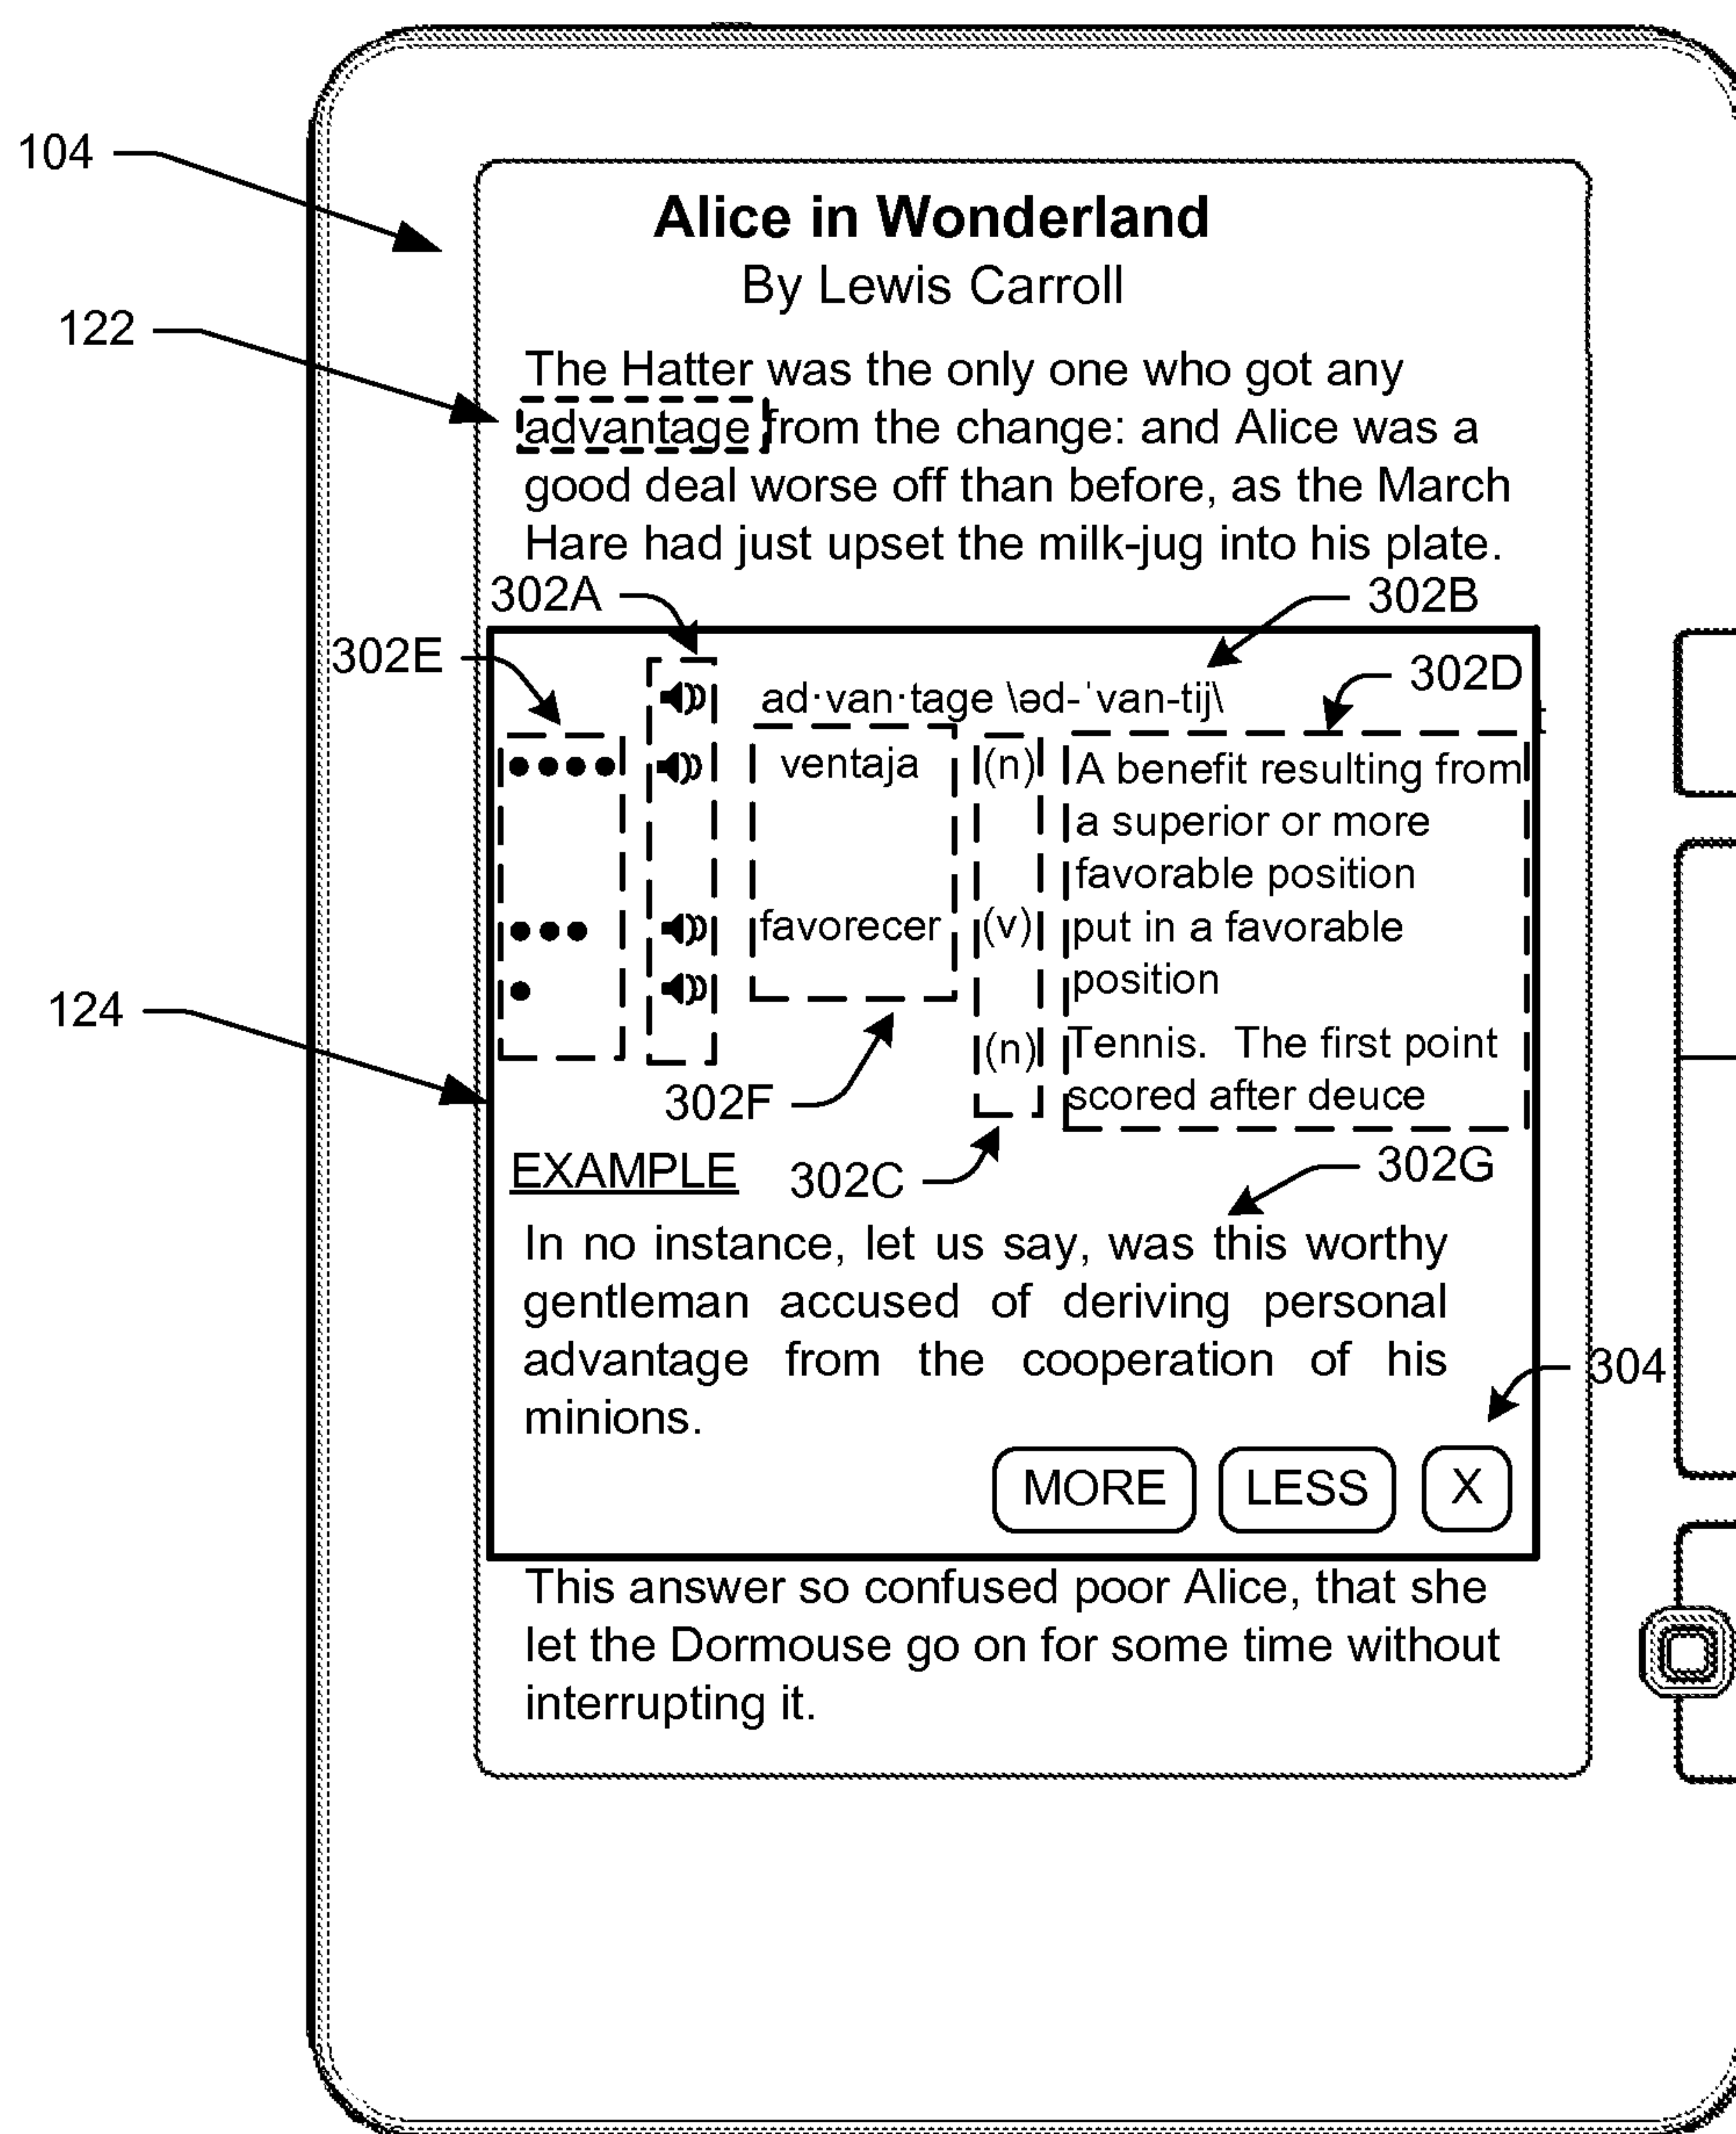 104
Alice in Wonderland
By Lewis Carroll
122
The Hatter was the only one who got any
advantage from the change: and Alice was a
good deal worse off than before, as the March
Hare had just upset the milk-jug into his plate.
302A
302B
302E
302D
ad·van·tage \əd-ˈvan-tij\
ventaja (n) A benefit resulting from
a superior or more
favorable position
favorecer (v) put in a favorable
position
124
(n) Tennis. The first point
scored after deuce
302F
302C
302G
EXAMPLE
In no instance, let us say, was this worthy
gentleman accused of deriving personal
advantage from the cooperation of his
minions.
304
MORE LESS X
This answer so confused poor Alice, that she
let the Dormouse go on for some time without
interrupting it.